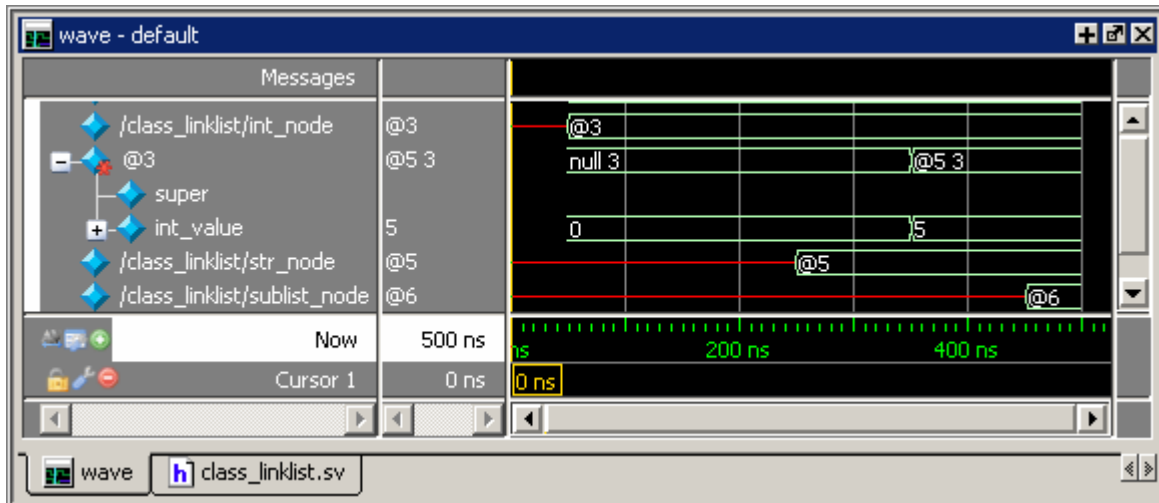 wave - default
Messages
/class_linklist/int_node @3 @3
@3 @5 3 null 3 @5 3
super
int_value 5 0 5
/class_linklist/str_node @5 @5
/class_linklist/sublist_node @6 @6
Now 500 ns ns 200 ns 400 ns
Cursor 1 0 ns 0 ns
wave class_linklist.sv